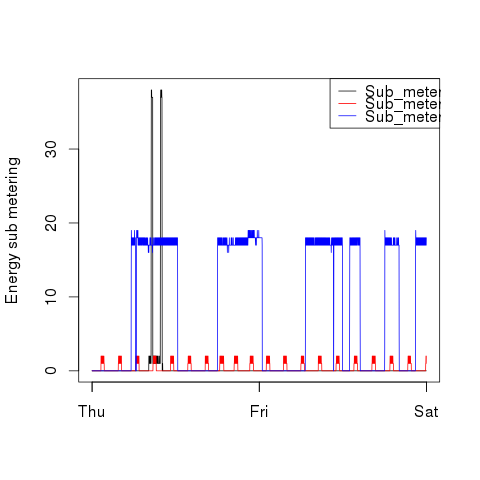 Sub_meter
Sub_meter
Sub_meter
Energy sub metering
30
20
10
0
Thu Fri Sat